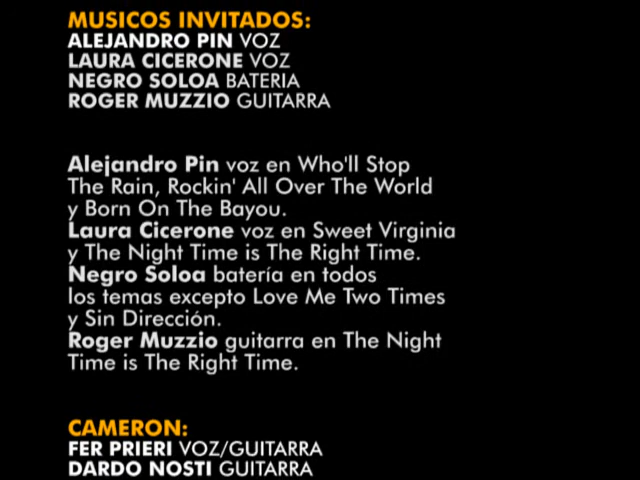 MUSICOS INVITADOS:
ALEJANDRO PIN VOZ
LAURA CICERONE VOZ
NEGRO SOLOA BATERIA
ROGER MUZZIO GUITARRA
Alejandro Pin voz en Who'll Stop
The Rain, Rockin' All Over The World
y Born On The Bayou.
Laura Cicerone voz en Sweet Virginia
y The Night Time is The Right Time.
Negro Soloa batería en todos
los temas excepto Love Me Two Times
y Sin Dirección.
Roger Muzzio guitarra en The Night
Time is The Right Time.
CAMERON:
FER PRIERI VOZ/GUITARRA
DARDO NOSTI GUITARRA